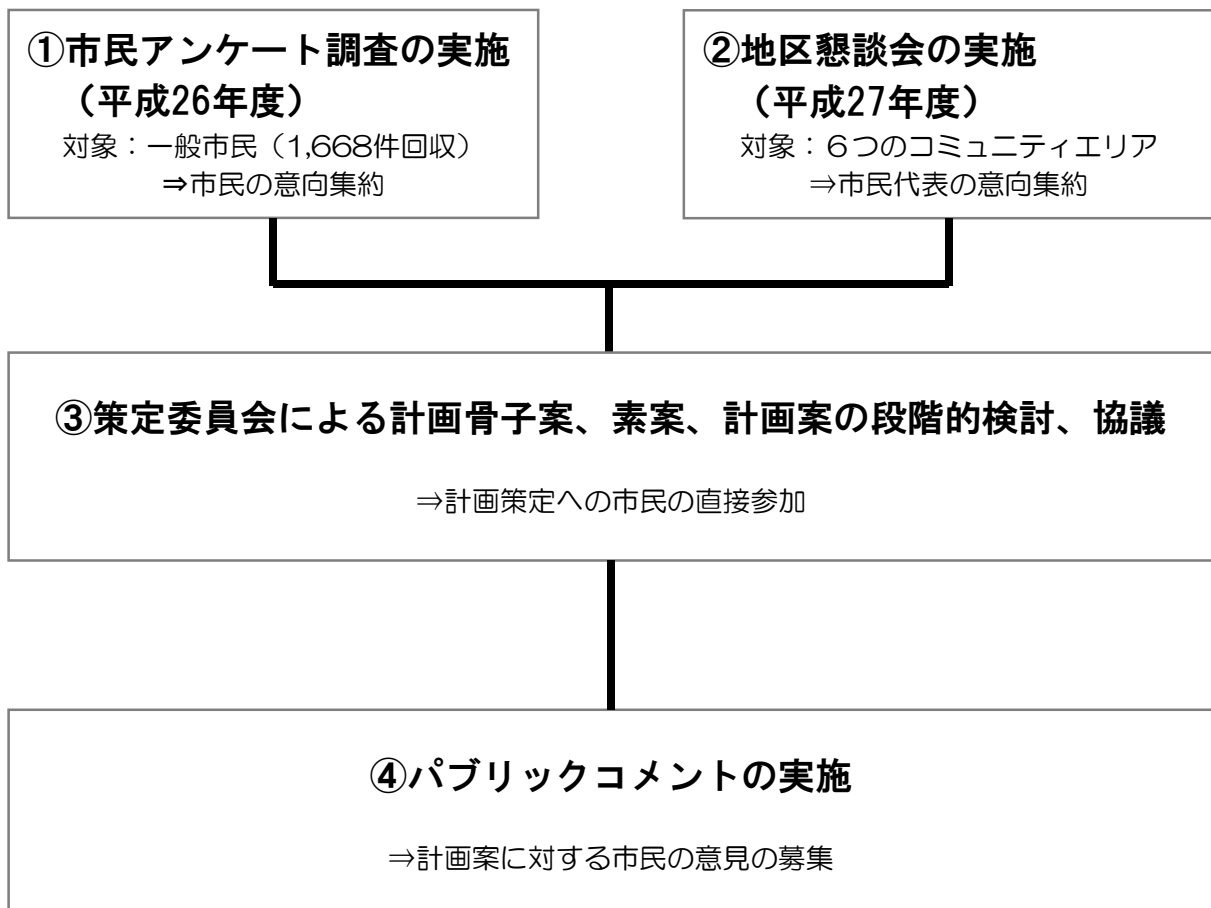 ①市民アンケート調査の実施
（平成26年度）
対象：一般市民（1,668件回収）
⇒市民の意向集約
②地区懇談会の実施
（平成27年度）
対象：６つのコミュニティエリア
⇒市民代表の意向集約
③策定委員会による計画骨子案、素案、計画案の段階的検討、協議
⇒計画策定への市民の直接参加
④パブリックコメントの実施
⇒計画案に対する市民の意見の募集